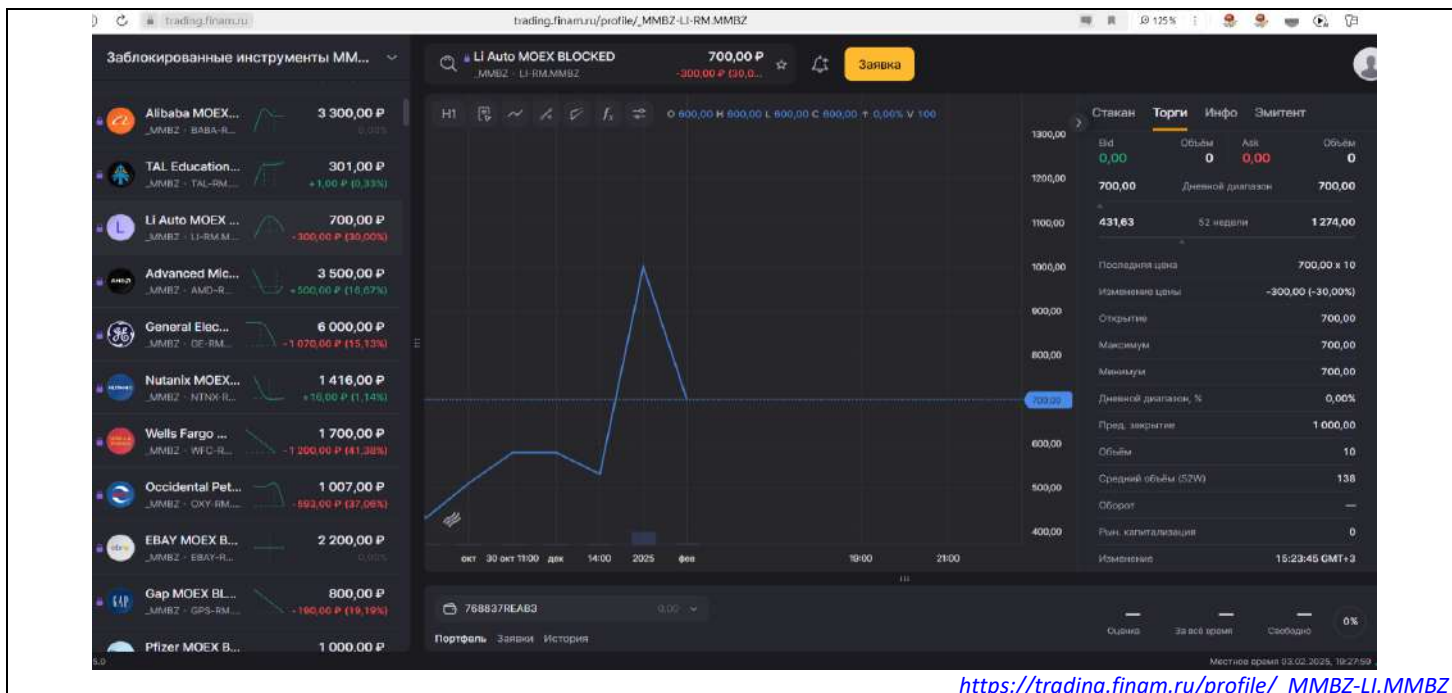 trading.finam.ru
trading.finam.ru/profile/_MMBZ-LI-RM.MMBZ
125 %
Заблокированные инструменты MM...
Li Auto MOEX BLOCKED
_MMBZ · LI-RM.MMBZ
700,00 ₽
-300,00 ₽ (30,0...
Заявка
Alibaba MOEX...
3 300,00 ₽
_MMBZ · BABA-R...
0,00%
TAL Education...
301,00 ₽
_MMBZ · TAL-RM....
+1,00 ₽ (0,33%)
Li Auto MOEX ...
700,00 ₽
_MMBZ · LI-RM.M...
-300,00 ₽ (30,00%)
Advanced Mic...
3 500,00 ₽
_MMBZ · AMD-R...
+500,00 ₽ (16,67%)
General Elec...
6 000,00 ₽
_MMBZ · GE-RM....
-1 070,00 ₽ (15,13%)
Nutanix MOEX...
1 416,00 ₽
_MMBZ · NTNX-R...
+16,00 ₽ (1,14%)
Wells Fargo ...
1 700,00 ₽
_MMBZ · WFC-R...
-1 200,00 ₽ (41,38%)
Occidental Pet...
1 007,00 ₽
_MMBZ · OXY-RM....
-593,00 ₽ (37,06%)
EBAY MOEX B...
2 200,00 ₽
_MMBZ · EBAY-R...
0,00%
Gap MOEX BL...
800,00 ₽
_MMBZ · GPS-RM....
-190,00 ₽ (19,19%)
Pfizer MOEX B...
1 000,00 ₽
H1
O 600,00 H 600,00 L 600,00 C 600,00 ↑ 0,00% V 100
1300,00
1200,00
1100,00
1000,00
900,00
800,00
700,00
600,00
500,00
400,00
окт 30 окт 11:00 дек 14:00 2025 фев 19:00 21:00
768837REAB3
0,00
Портфель Заявки История
Стакан Торги Инфо Эмитент
Bid Объём Ask Объём
0,00 0 0,00 0
700,00 Дневной диапазон 700,00
431,63 52 недели 1 274,00
Последняя цена 700,00 x 10
Изменение цены -300,00 (-30,00%)
Открытие 700,00
Максимум 700,00
Минимум 700,00
Дневной диапазон, % 0,00%
Пред. закрытие 1 000,00
Объём 10
Средний объём (52W) 138
Оборот —
Рын. капитализация 0
Изменение 15:23:45 GMT+3
Оценка За всё время Свободно
0%
Местное время 03.02.2025, 19:27:59
https://trading.finam.ru/profile/_MMBZ-LI.MMBZ